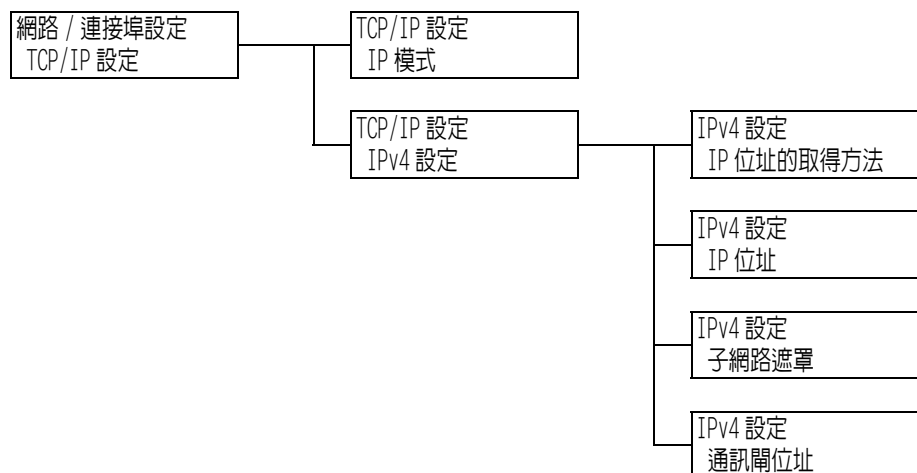 網路 / 連接埠設定
TCP/IP 設定
TCP/IP 設定
IP 模式
TCP/IP 設定
IPv4 設定
IPv4 設定
IP 位址的取得方法
IPv4 設定
IP 位址
IPv4 設定
子網路遮罩
IPv4 設定
通訊閘位址